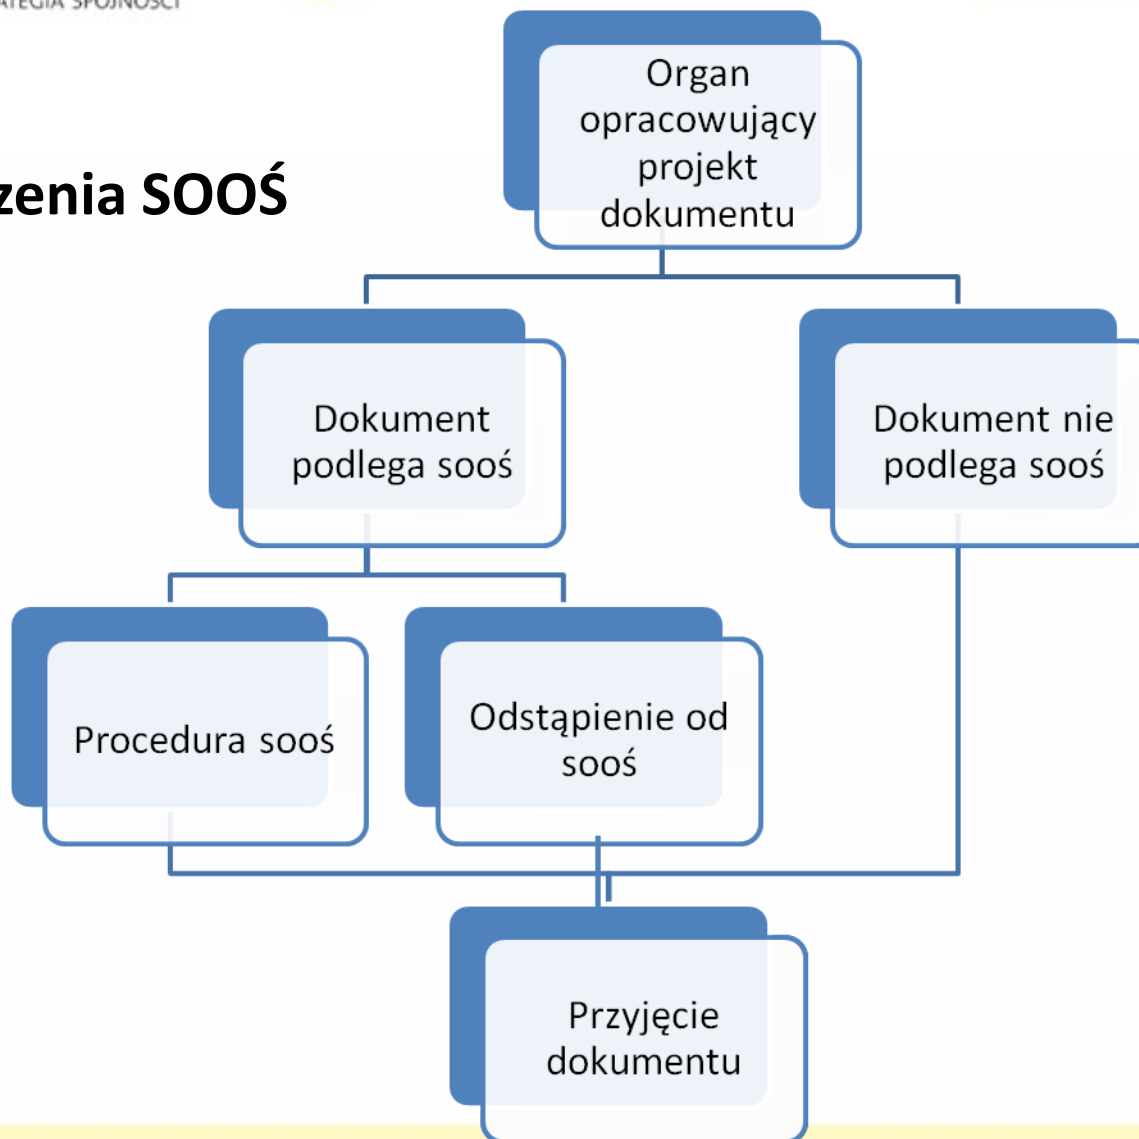 SPÓJNOŚCI
Organ
opracowujący
projekt
dokumentu
zenia SOOŚ
Dokument
podlega sooś
Dokument nie
podlega sooś
Procedura sooś
Odstąpienie od
sooś
Przyjęcie
dokumentu